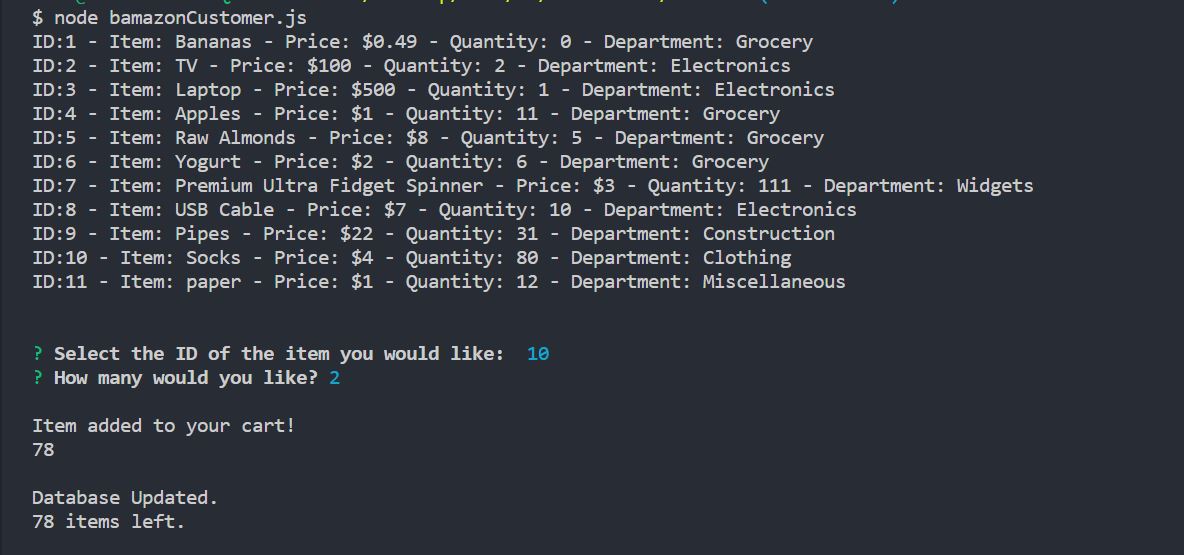 $ node bamazonCustomer.js
ID:1 - Item: Bananas - Price: $0.49 - Quantity: 0 - Department: Grocery
ID:2 - Item: TV - Price: $100 - Quantity: 2 - Department: Electronics
ID:3 - Item: Laptop - Price: $500 - Quantity: 1 - Department: Electronics
ID:4 - Item: Apples - Price: $1 - Quantity: 11 - Department: Grocery
ID:5 - Item: Raw Almonds - Price: $8 - Quantity: 5 - Department: Grocery
ID:6 - Item: Yogurt - Price: $2 - Quantity: 6 - Department: Grocery
ID:7 - Item: Premium Ultra Fidget Spinner - Price: $3 - Quantity: 111 - Department: Widgets
ID:8 - Item: USB Cable - Price: $7 - Quantity: 10 - Department: Electronics
ID:9 - Item: Pipes - Price: $22 - Quantity: 31 - Department: Construction
ID:10 - Item: Socks - Price: $4 - Quantity: 80 - Department: Clothing
ID:11 - Item: paper - Price: $1 - Quantity: 12 - Department: Miscellaneous
? Select the ID of the item you would like: 10
? How many would you like? 2
Item added to your cart!
78
Database Updated.
78 items left.